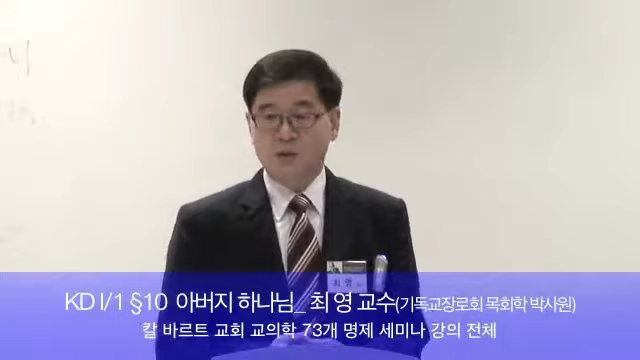 최 영
KD I/1 §10 아버지 하나님_ 최 영 교수(기독교장로회 목회학 박사원)
칼 바르트 교회 교의학 73개 명제 세미나 강의 전체